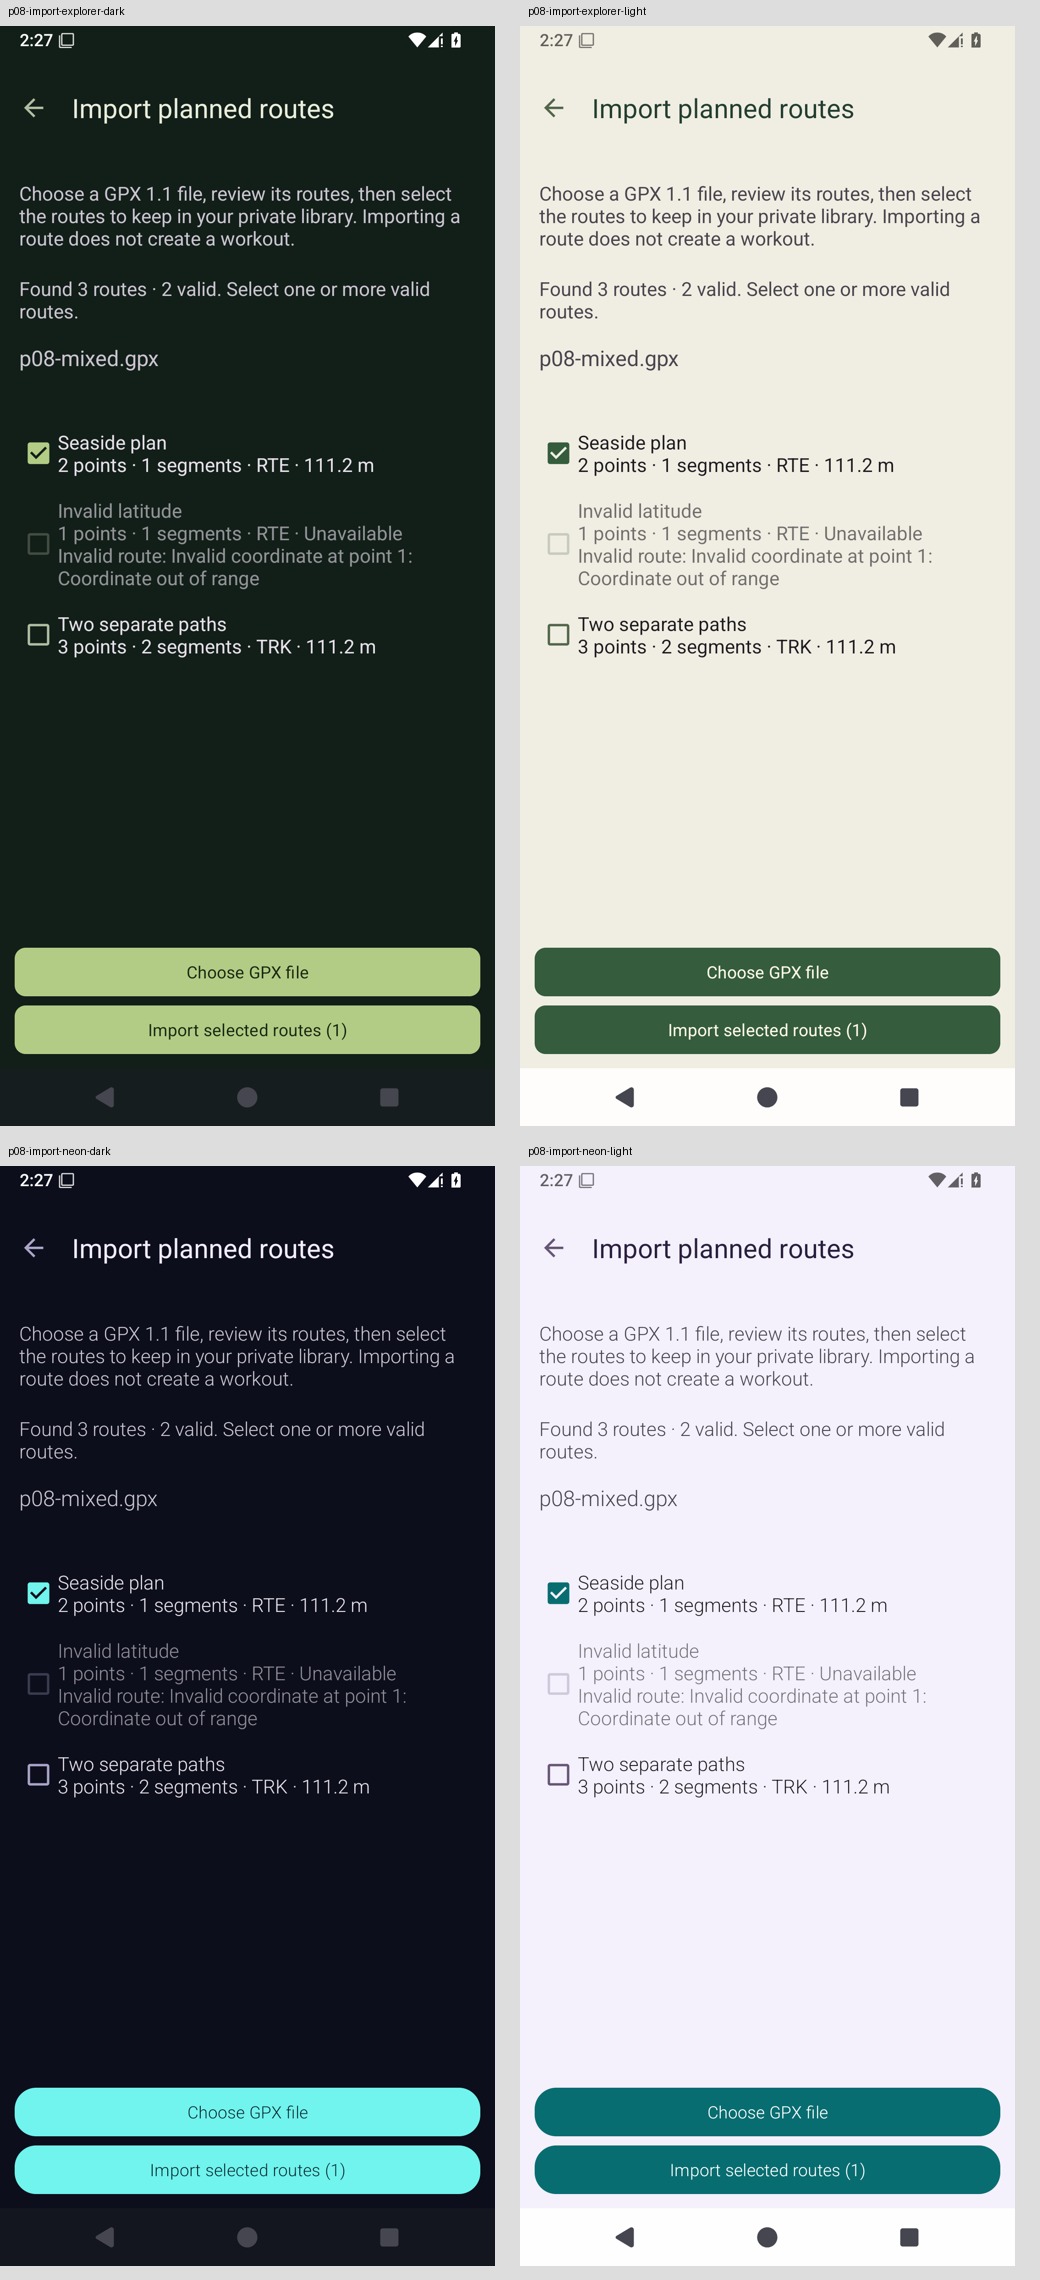 p08-import-explorer-dark
2:27
Import planned routes
Choose a GPX 1.1 file, review its routes, then select
the routes to keep in your private library. Importing a
route does not create a workout.
Found 3 routes · 2 valid. Select one or more valid
routes.
p08-mixed.gpx
Seaside plan
2 points · 1 segments · RTE · 111.2 m
Invalid latitude
1 points · 1 segments · RTE · Unavailable
Invalid route: Invalid coordinate at point 1:
Coordinate out of range
Two separate paths
3 points · 2 segments · TRK · 111.2 m
Choose GPX file
Import selected routes (1)
p08-import-explorer-light
2:27
Import planned routes
Choose a GPX 1.1 file, review its routes, then select
the routes to keep in your private library. Importing a
route does not create a workout.
Found 3 routes · 2 valid. Select one or more valid
routes.
p08-mixed.gpx
Seaside plan
2 points · 1 segments · RTE · 111.2 m
Invalid latitude
1 points · 1 segments · RTE · Unavailable
Invalid route: Invalid coordinate at point 1:
Coordinate out of range
Two separate paths
3 points · 2 segments · TRK · 111.2 m
Choose GPX file
Import selected routes (1)
p08-import-neon-dark
2:27
Import planned routes
Choose a GPX 1.1 file, review its routes, then select
the routes to keep in your private library. Importing a
route does not create a workout.
Found 3 routes · 2 valid. Select one or more valid
routes.
p08-mixed.gpx
Seaside plan
2 points · 1 segments · RTE · 111.2 m
Invalid latitude
1 points · 1 segments · RTE · Unavailable
Invalid route: Invalid coordinate at point 1:
Coordinate out of range
Two separate paths
3 points · 2 segments · TRK · 111.2 m
Choose GPX file
Import selected routes (1)
p08-import-neon-light
2:27
Import planned routes
Choose a GPX 1.1 file, review its routes, then select
the routes to keep in your private library. Importing a
route does not create a workout.
Found 3 routes · 2 valid. Select one or more valid
routes.
p08-mixed.gpx
Seaside plan
2 points · 1 segments · RTE · 111.2 m
Invalid latitude
1 points · 1 segments · RTE · Unavailable
Invalid route: Invalid coordinate at point 1:
Coordinate out of range
Two separate paths
3 points · 2 segments · TRK · 111.2 m
Choose GPX file
Import selected routes (1)